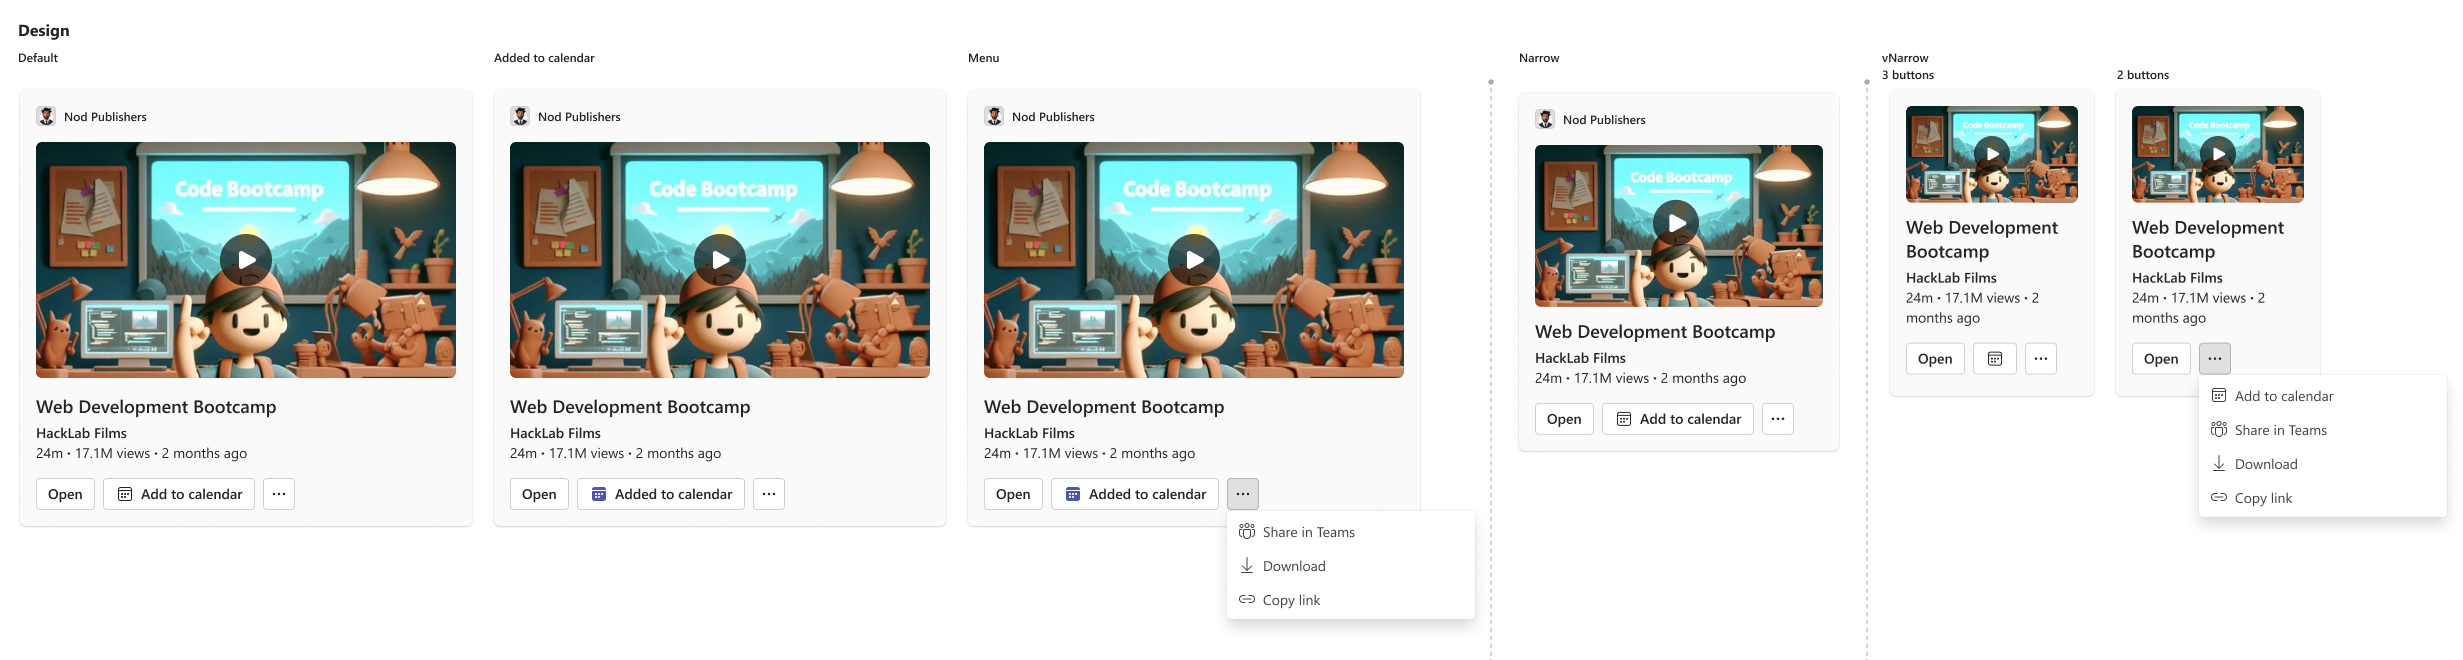 Design
Default
Nod Publishers
Code Bootcamp
Web Development Bootcamp
HackLab Films
24m • 17.1M views • 2 months ago
Open
Add to calendar
Added to calendar
Nod Publishers
Code Bootcamp
Web Development Bootcamp
HackLab Films
24m • 17.1M views • 2 months ago
Open
Added to calendar
Menu
Nod Publishers
Code Bootcamp
Web Development Bootcamp
HackLab Films
24m • 17.1M views • 2 months ago
Open
Added to calendar
Share in Teams
Download
Copy link
Narrow
Nod Publishers
Code Bootcamp
Web Development Bootcamp
HackLab Films
24m • 17.1M views • 2 months ago
Open
Add to calendar
vNarrow
3 buttons
Code Bootcamp
Web Development
Bootcamp
HackLab Films
24m • 17.1M views • 2
months ago
Open
2 buttons
Code Bootcamp
Web Development
Bootcamp
HackLab Films
24m • 17.1M views • 2
months ago
Open
Add to calendar
Share in Teams
Download
Copy link